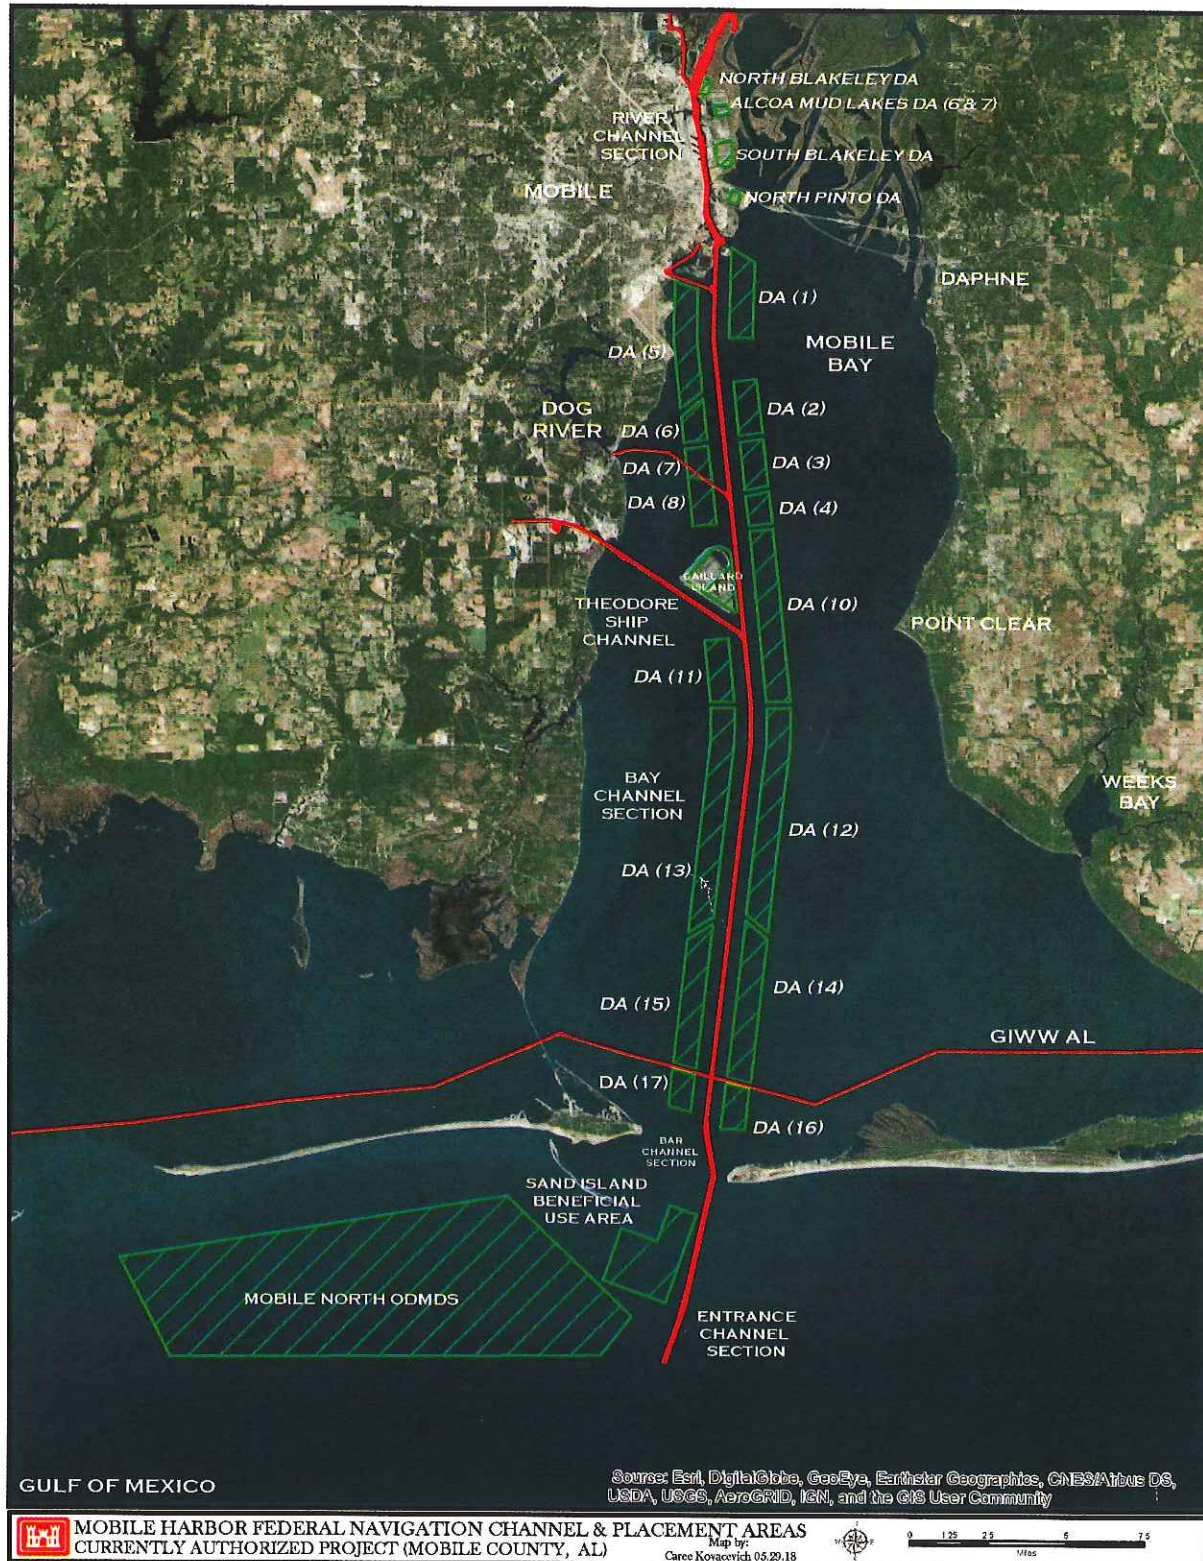 NORTH BLAKELEY DA
ALCOA MUD LAKES DA (6 & 7)
RIVER
CHANNEL
SECTION
SOUTH BLAKELEY DA
MOBILE
NORTH PINTO DA
DAPHNE
DA (1)
MOBILE
BAY
DA (5)
DA (2)
DOG
RIVER
DA (6)
DA (3)
DA (7)
DA (8)
DA (4)
GAILLARD
ISLAND
THEODORE
SHIP
CHANNEL
DA (10)
POINT CLEAR
DA (11)
BAY
CHANNEL
SECTION
WEEKS
BAY
DA (12)
DA (13)
DA (14)
DA (15)
GIWW AL
DA (17)
DA (16)
BAR
CHANNEL
SECTION
SAND ISLAND
BENEFICIAL
USE AREA
MOBILE NORTH ODMDS
ENTRANCE
CHANNEL
SECTION
GULF OF MEXICO
Source: Esri, DigitalGlobe, GeoEye, Earthstar Geographics, CNES/Airbus DS,
USDA, USGS, AeroGRID, IGN, and the GIS User Community
MOBILE HARBOR FEDERAL NAVIGATION CHANNEL & PLACEMENT AREAS
CURRENTLY AUTHORIZED PROJECT (MOBILE COUNTY, AL)
Map by:
Caree Kovacevich 05.29.18
N
W
E
S
0 1.25 2.5 5 7.5
Miles